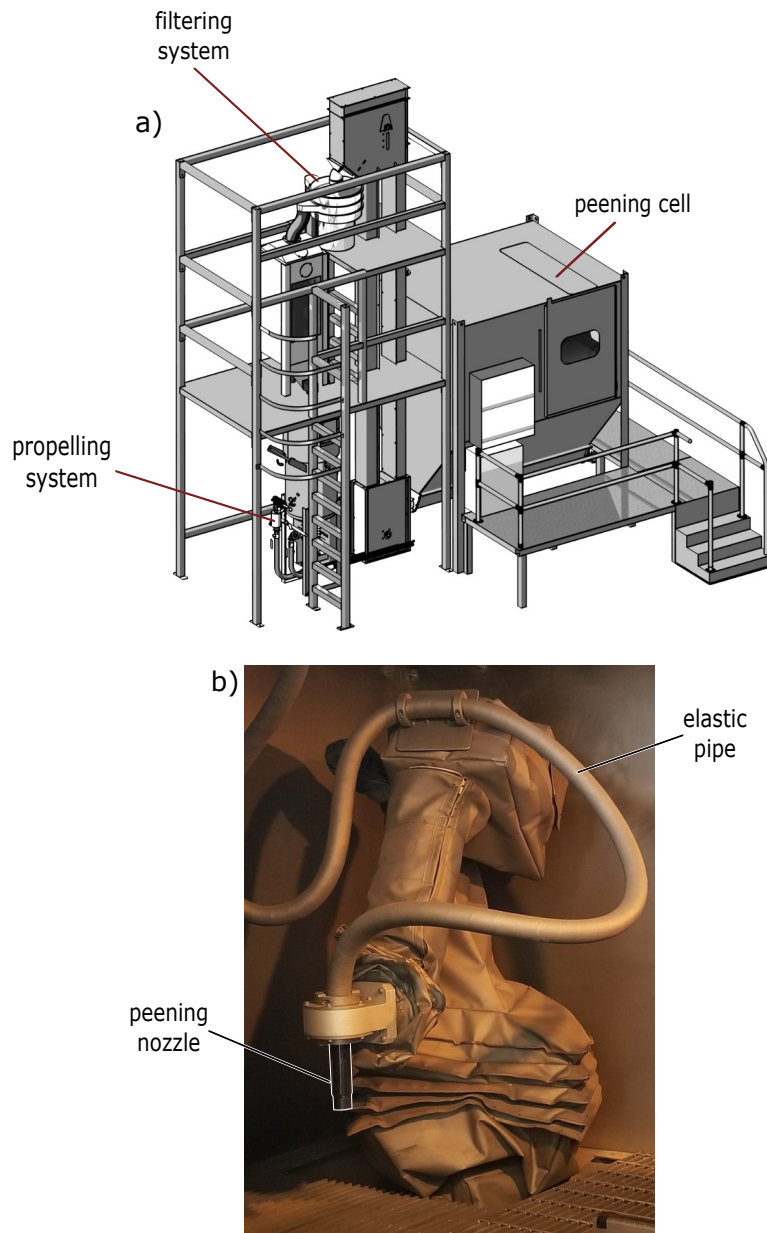 filtering
system
a)
peening cell
propelling
system
b)
elastic
pipe
peening
nozzle